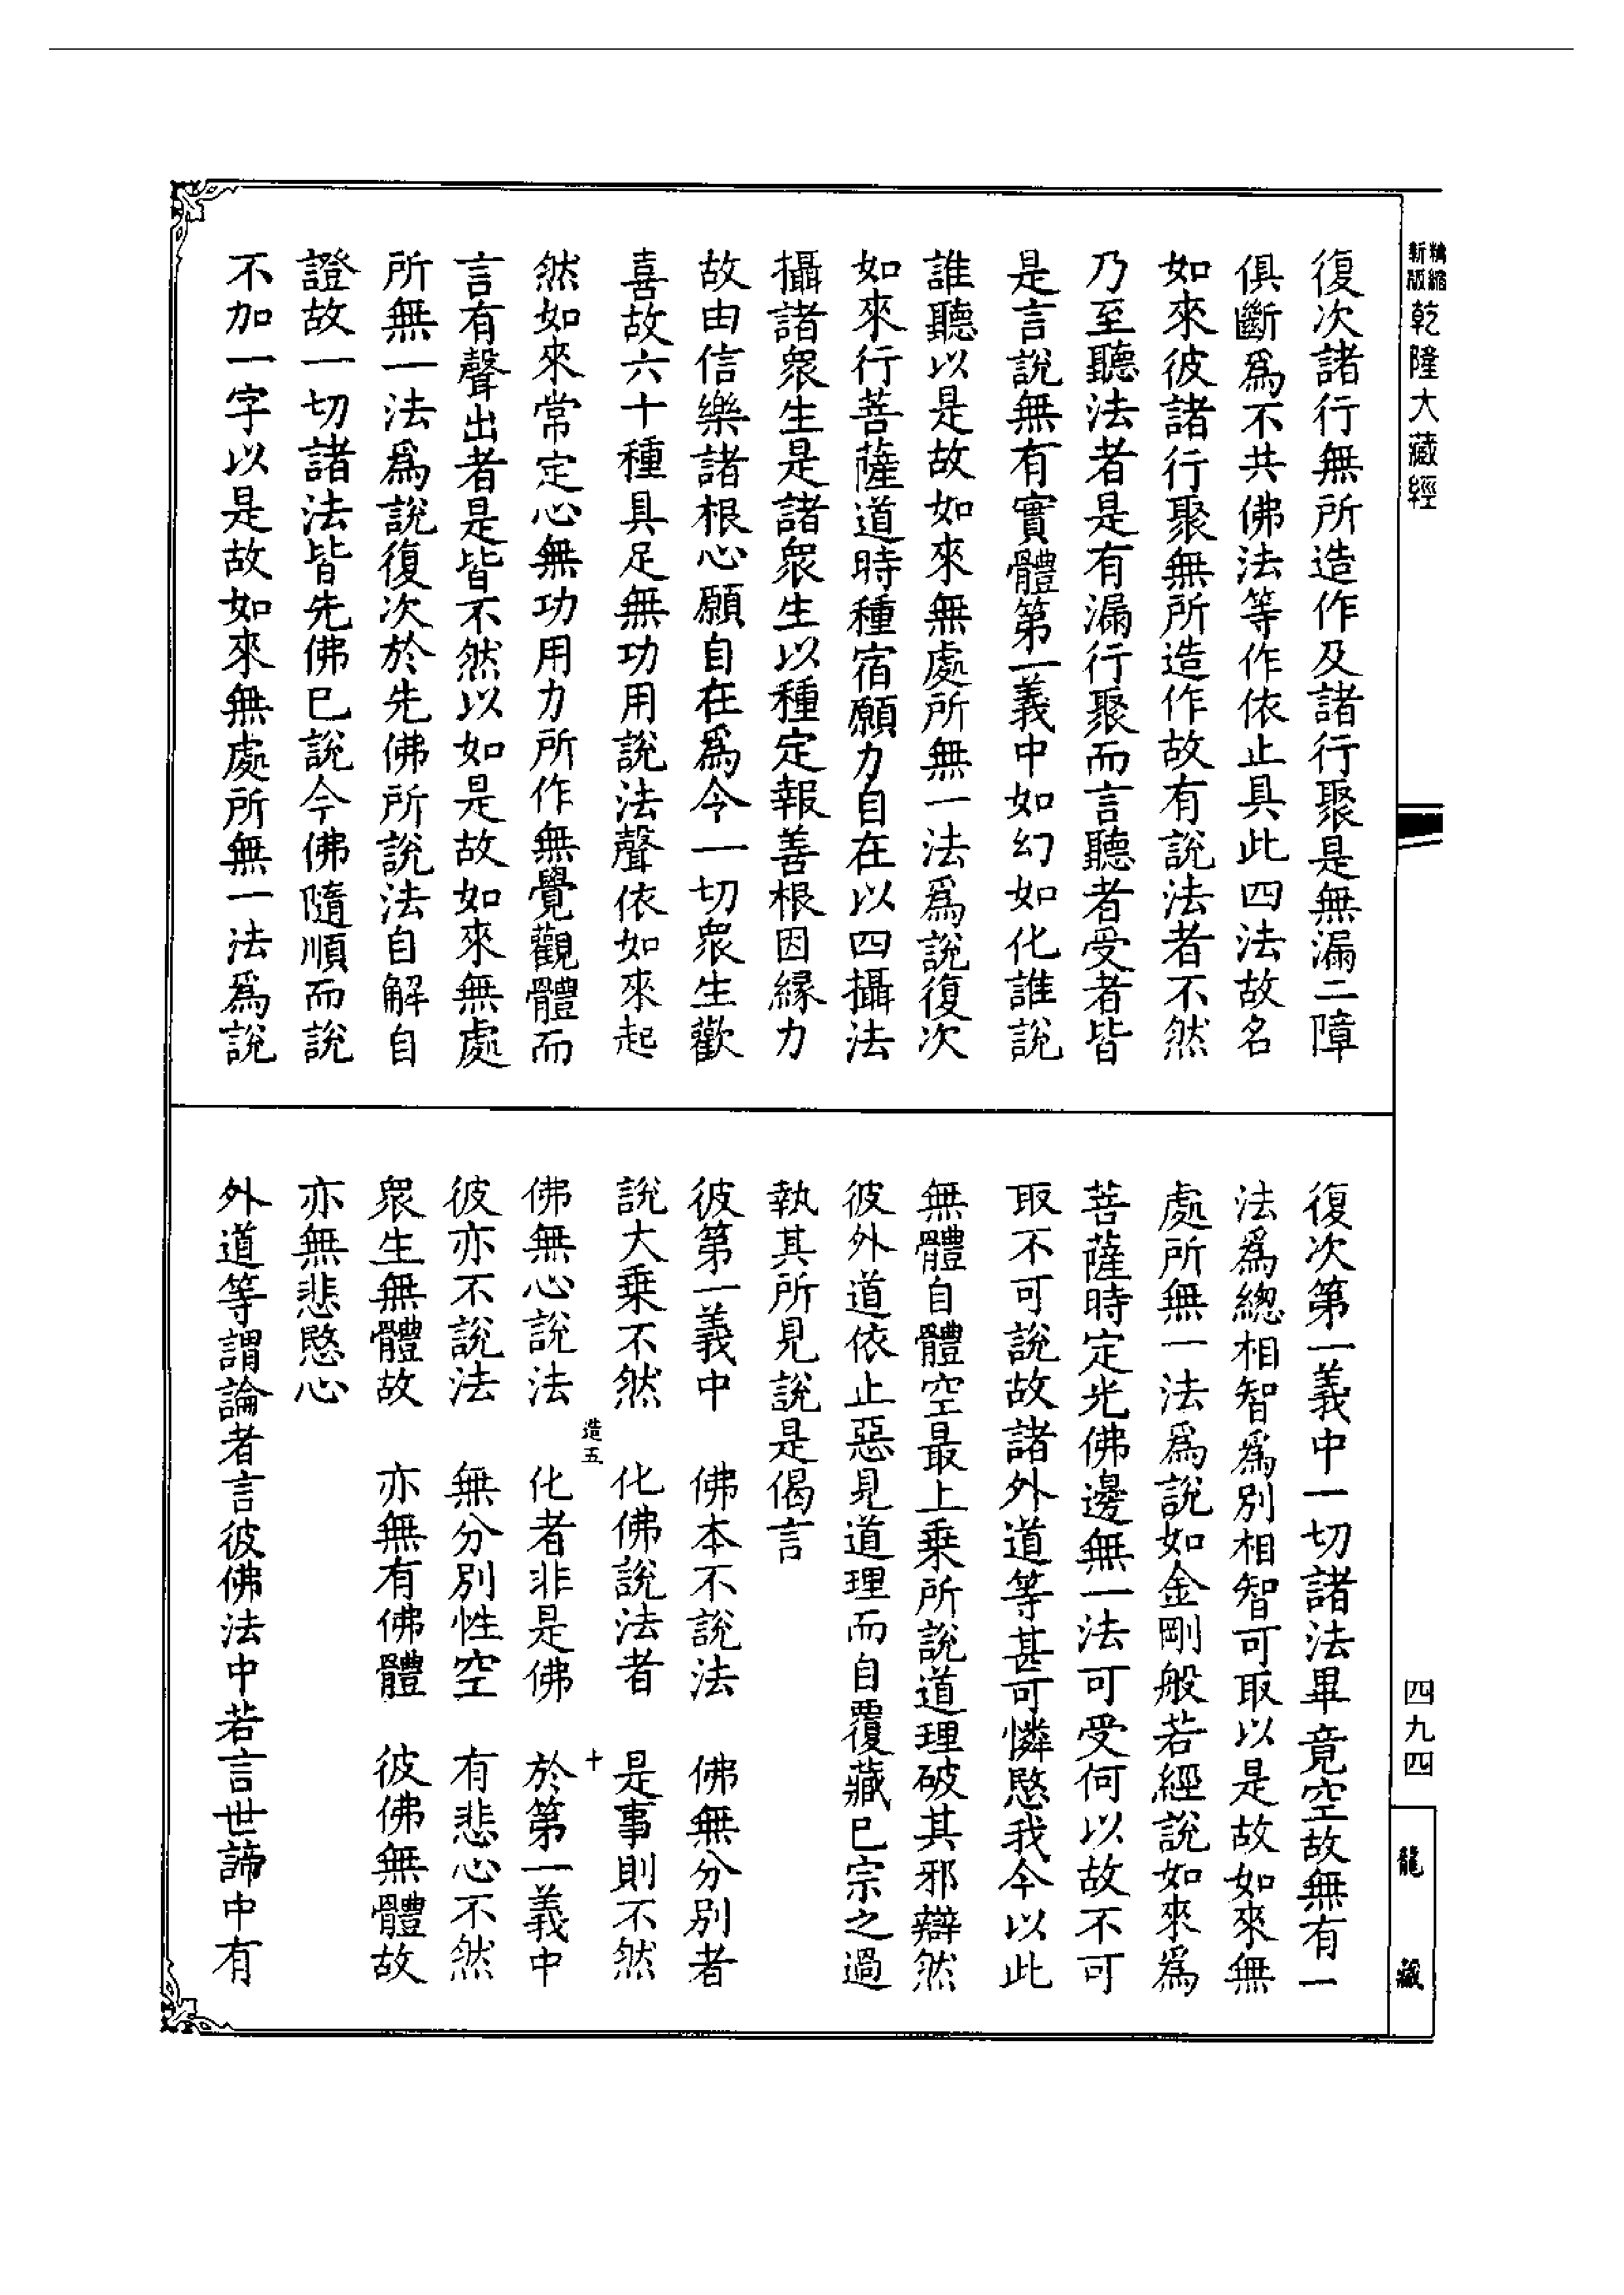 精縮
新版
乾隆大藏經
復次諸行無所造作及諸行聚是無漏二障
俱斷爲不共佛法等作依止具此四法故名
如來彼諸行聚無所造作故有說法者不然
乃至聽法者是有漏行聚而言聽者受者皆
是言說無有實體第一義中如幻如化誰說
誰聽以是故如來無處所無一法爲說復次
如來行菩薩道時種宿願力自在以四攝法
攝諸衆生是諸衆生以種定報善根因緣力
故由信樂諸根心願自在爲令一切衆生歡
喜故六十種具足無功用說法聲依如來起
然如來常定心無功用力所作無覺觀體而
言有聲出者是皆不然以如是故如來無處
所無一法爲說復次於先佛所說法自解自
證故一切諸法皆先佛已說今佛隨順而說
不加一字以是故如來無處所無一法爲說
復次第一義中一切諸法畢竟空故無有一
法爲總相智爲別相智可取以是故如來無
處所無一法爲說如金剛般若經說如來爲
菩薩時定光佛邊無一法可受何以故不可
取不可說故諸外道等甚可憐愍我今以此
無體自體空最上乘所說道理破其邪辯然
彼外道依止惡見道理而自覆藏已宗之過
執其所見說是偈言
彼第一義中　佛本不說法　佛無分別者
說大乘不然　化佛說法者　是事則不然
佛無心說法　化者非是佛　於第一義中
彼亦不說法　無分別性空　有悲心不然
衆生無體故　亦無有佛體　彼佛無體故
亦無悲愍心
外道等謂論者言彼佛法中若言世諦中有
造五　十
四九四
龍藏